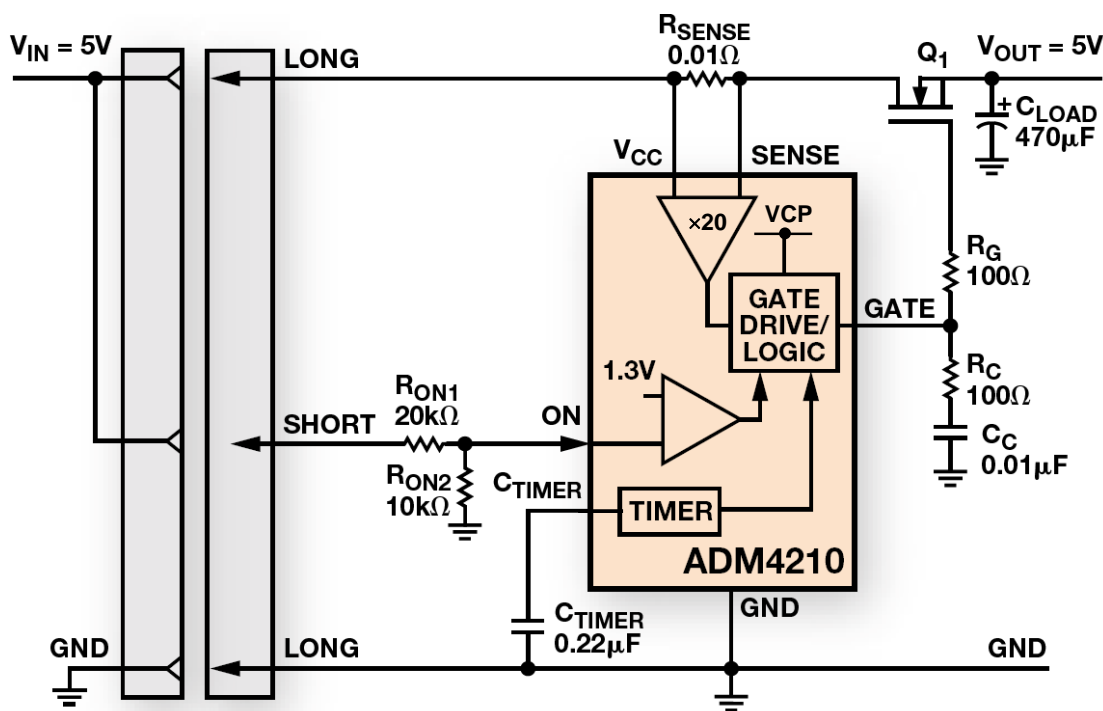 V_IN = 5V
LONG
R_SENSE
0.01Ω
Q_1
V_OUT = 5V
+
C_LOAD
470μF
V_CC
SENSE
×20
VCP
GATE
DRIVE/
LOGIC
GATE
R_G
100Ω
R_C
100Ω
C_C
0.01μF
1.3V
R_ON1
20kΩ
SHORT
ON
R_ON2
10kΩ
C_TIMER
TIMER
ADM4210
GND
C_TIMER
0.22μF
GND
LONG
GND